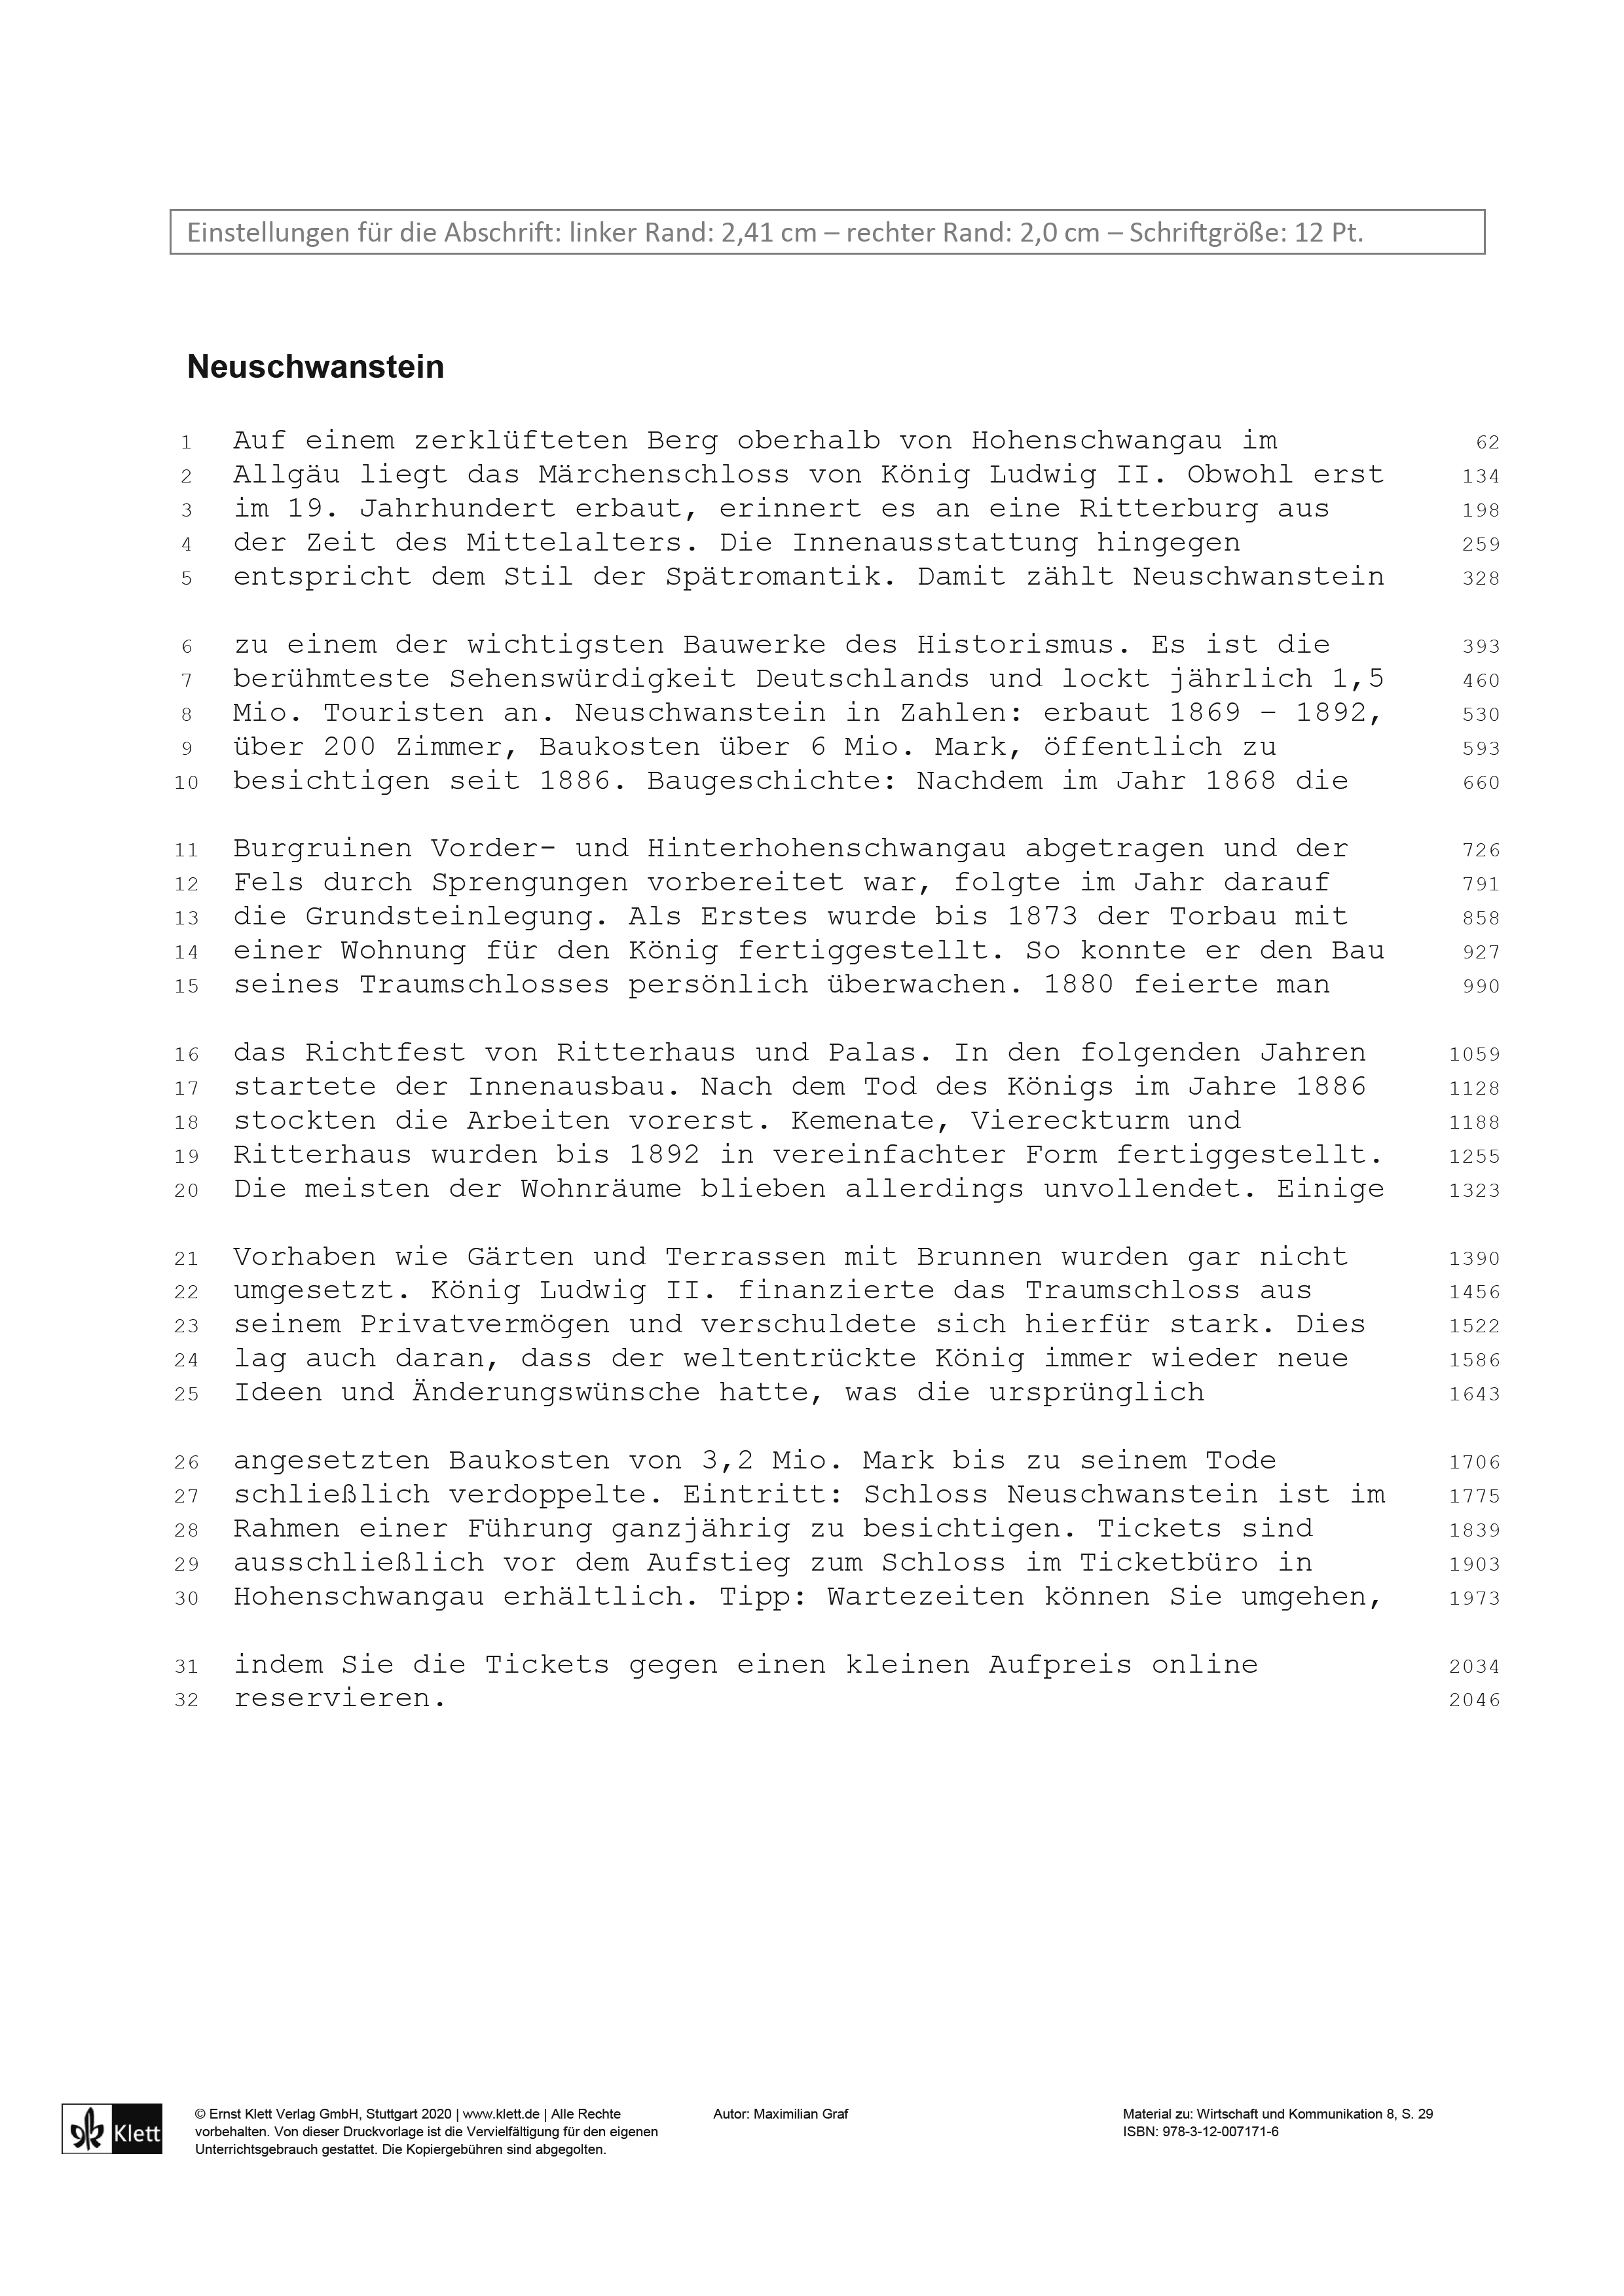 Einstellungen für die Abschrift: linker Rand: 2,41 cm – rechter Rand: 2,0 cm – Schriftgröße: 12 Pt.
Neuschwanstein
1 Auf einem zerklüfteten Berg oberhalb von Hohenschwangau im 62
2 Allgäu liegt das Märchenschloss von König Ludwig II. Obwohl erst 134
3 im 19. Jahrhundert erbaut, erinnert es an eine Ritterburg aus 198
4 der Zeit des Mittelalters. Die Innenausstattung hingegen 259
5 entspricht dem Stil der Spätromantik. Damit zählt Neuschwanstein 328
6 zu einem der wichtigsten Bauwerke des Historismus. Es ist die 393
7 berühmteste Sehenswürdigkeit Deutschlands und lockt jährlich 1,5 460
8 Mio. Touristen an. Neuschwanstein in Zahlen: erbaut 1869 – 1892, 530
9 über 200 Zimmer, Baukosten über 6 Mio. Mark, öffentlich zu 593
10 besichtigen seit 1886. Baugeschichte: Nachdem im Jahr 1868 die 660
11 Burgruinen Vorder- und Hinterhohenschwangau abgetragen und der 726
12 Fels durch Sprengungen vorbereitet war, folgte im Jahr darauf 791
13 die Grundsteinlegung. Als Erstes wurde bis 1873 der Torbau mit 858
14 einer Wohnung für den König fertiggestellt. So konnte er den Bau 927
15 seines Traumschlosses persönlich überwachen. 1880 feierte man 990
16 das Richtfest von Ritterhaus und Palas. In den folgenden Jahren 1059
17 startete der Innenausbau. Nach dem Tod des Königs im Jahre 1886 1128
18 stockten die Arbeiten vorerst. Kemenate, Viereckturm und 1188
19 Ritterhaus wurden bis 1892 in vereinfachter Form fertiggestellt. 1255
20 Die meisten der Wohnräume blieben allerdings unvollendet. Einige 1323
21 Vorhaben wie Gärten und Terrassen mit Brunnen wurden gar nicht 1390
22 umgesetzt. König Ludwig II. finanzierte das Traumschloss aus 1456
23 seinem Privatvermögen und verschuldete sich hierfür stark. Dies 1522
24 lag auch daran, dass der weltentrückte König immer wieder neue 1586
25 Ideen und Änderungswünsche hatte, was die ursprünglich 1643
26 angesetzten Baukosten von 3,2 Mio. Mark bis zu seinem Tode 1706
27 schließlich verdoppelte. Eintritt: Schloss Neuschwanstein ist im 1775
28 Rahmen einer Führung ganzjährig zu besichtigen. Tickets sind 1839
29 ausschließlich vor dem Aufstieg zum Schloss im Ticketbüro in 1903
30 Hohenschwangau erhältlich. Tipp: Wartezeiten können Sie umgehen, 1973
31 indem Sie die Tickets gegen einen kleinen Aufpreis online 2034
32 reservieren. 2046
Klett
© Ernst Klett Verlag GmbH, Stuttgart 2020 | www.klett.de | Alle Rechte
vorbehalten. Von dieser Druckvorlage ist die Vervielfältigung für den eigenen
Unterrichtsgebrauch gestattet. Die Kopiergebühren sind abgegolten.
Autor: Maximilian Graf
Material zu: Wirtschaft und Kommunikation 8, S. 29
ISBN: 978-3-12-007171-6